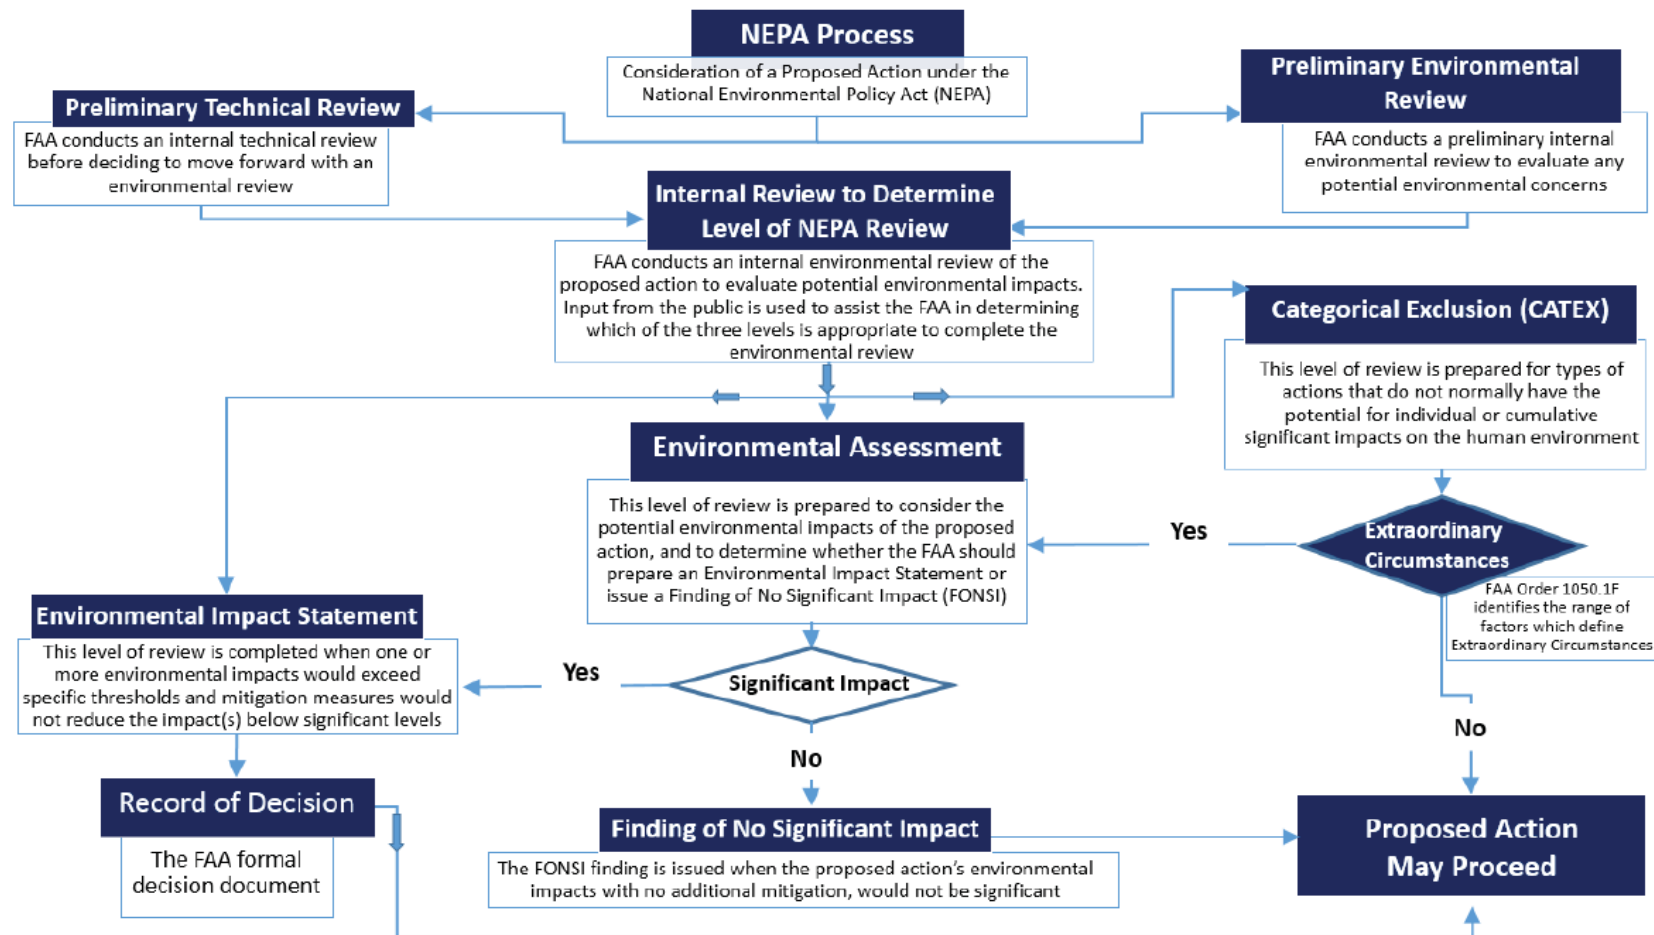 NEPA Process
Consideration of a Proposed Action under the
National Environmental Policy Act (NEPA)
Preliminary Technical Review
FAA conducts an internal technical review
before deciding to move forward with an
environmental review
Preliminary Environmental
Review
FAA conducts a preliminary internal
environmental review to evaluate any
potential environmental concerns
Internal Review to Determine
Level of NEPA Review
FAA conducts an internal environmental review of the
proposed action to evaluate potential environmental impacts.
Input from the public is used to assist the FAA in determining
which of the three levels is appropriate to complete the
environmental review
Categorical Exclusion (CATEX)
This level of review is prepared for types of
actions that do not normally have the
potential for individual or cumulative
significant impacts on the human environment
Environmental Assessment
This level of review is prepared to consider the
potential environmental impacts of the proposed
action, and to determine whether the FAA should
prepare an Environmental Impact Statement or
issue a Finding of No Significant Impact (FONSI)
Yes
Extraordinary
Circumstances
FAA Order 1050.1F
identifies the range of
factors which define
Extraordinary Circumstances
Environmental Impact Statement
This level of review is completed when one or
more environmental impacts would exceed
specific thresholds and mitigation measures would
not reduce the impact(s) below significant levels
Yes
Significant Impact
No
No
Record of Decision
The FAA formal
decision document
Finding of No Significant Impact
The FONSI finding is issued when the proposed action's environmental
impacts with no additional mitigation, would not be significant
Proposed Action
May Proceed